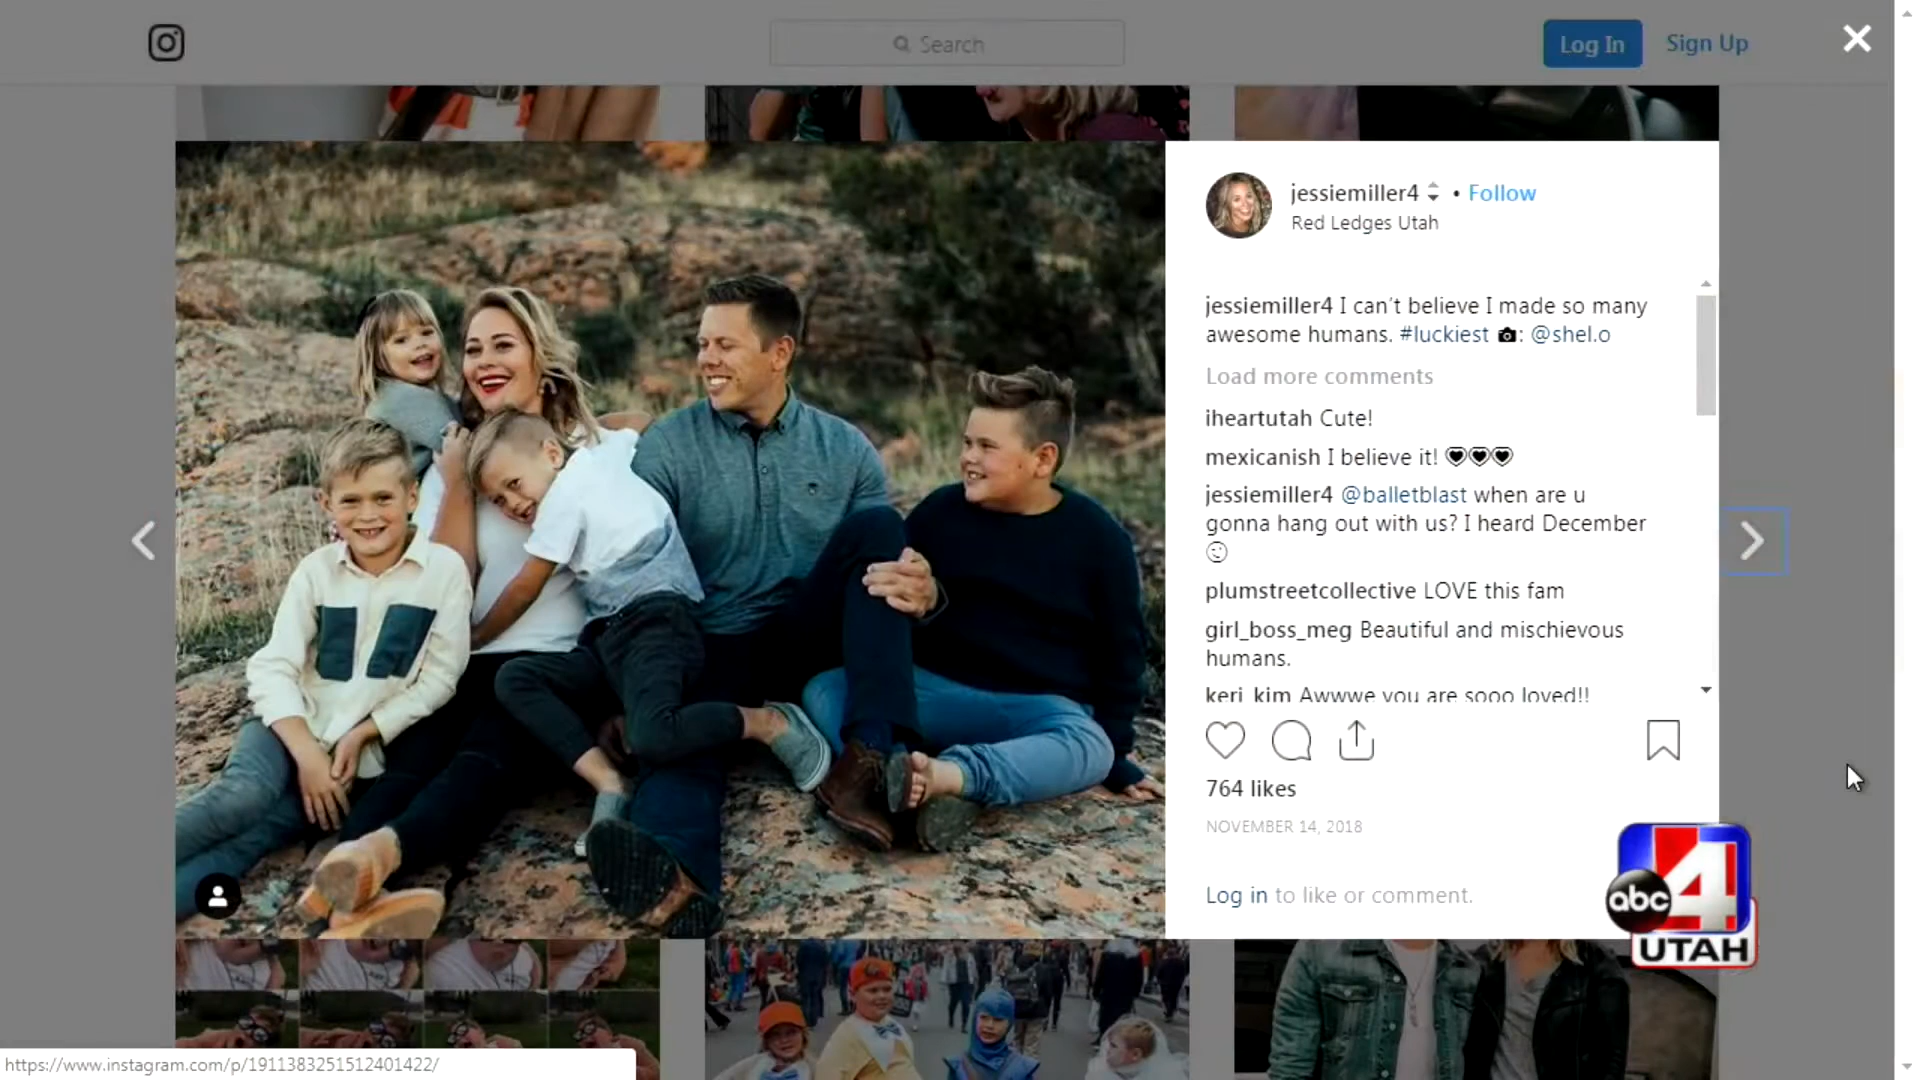 Search
Log In
Sign Up
jessiemiller4 • Follow
Red Ledges Utah
jessiemiller4 I can't believe I made so many
awesome humans. #luckiest 📷: @shel.o
Load more comments
iheartutah Cute!
mexicanish I believe it! 🖤🖤🖤
jessiemiller4 @balletblast when are u
gonna hang out with us? I heard December
☺
plumstreetcollective LOVE this fam
girl_boss_meg Beautiful and mischievous
humans.
keri_kim Awwwe you are sooo loved!!
764 likes
NOVEMBER 14, 2018
Log in to like or comment.
abc 4
UTAH
https://www.instagram.com/p/1911383251512401422/